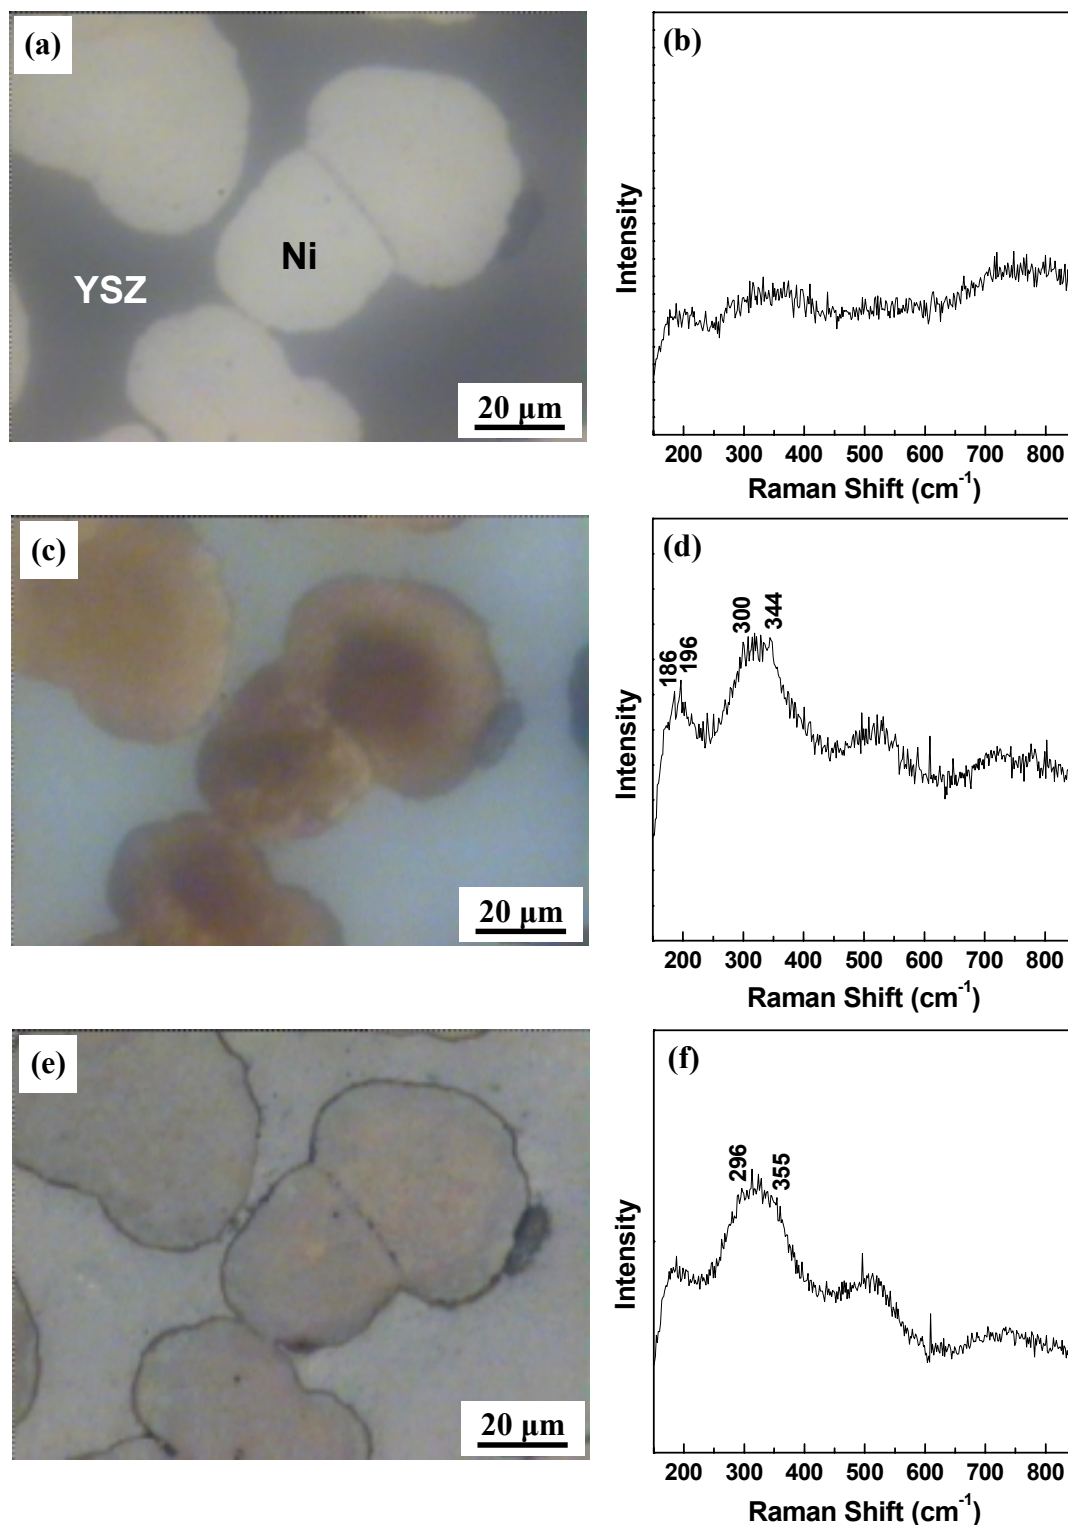 (a)
Ni
YSZ
20 μm
(b)
Intensity
200 300 400 500 600 700 800
Raman Shift (cm⁻¹)
(c)
20 μm
(d)
186
196
300
344
Intensity
200 300 400 500 600 700 800
Raman Shift (cm⁻¹)
(e)
20 μm
(f)
296
355
Intensity
200 300 400 500 600 700 800
Raman Shift (cm⁻¹)